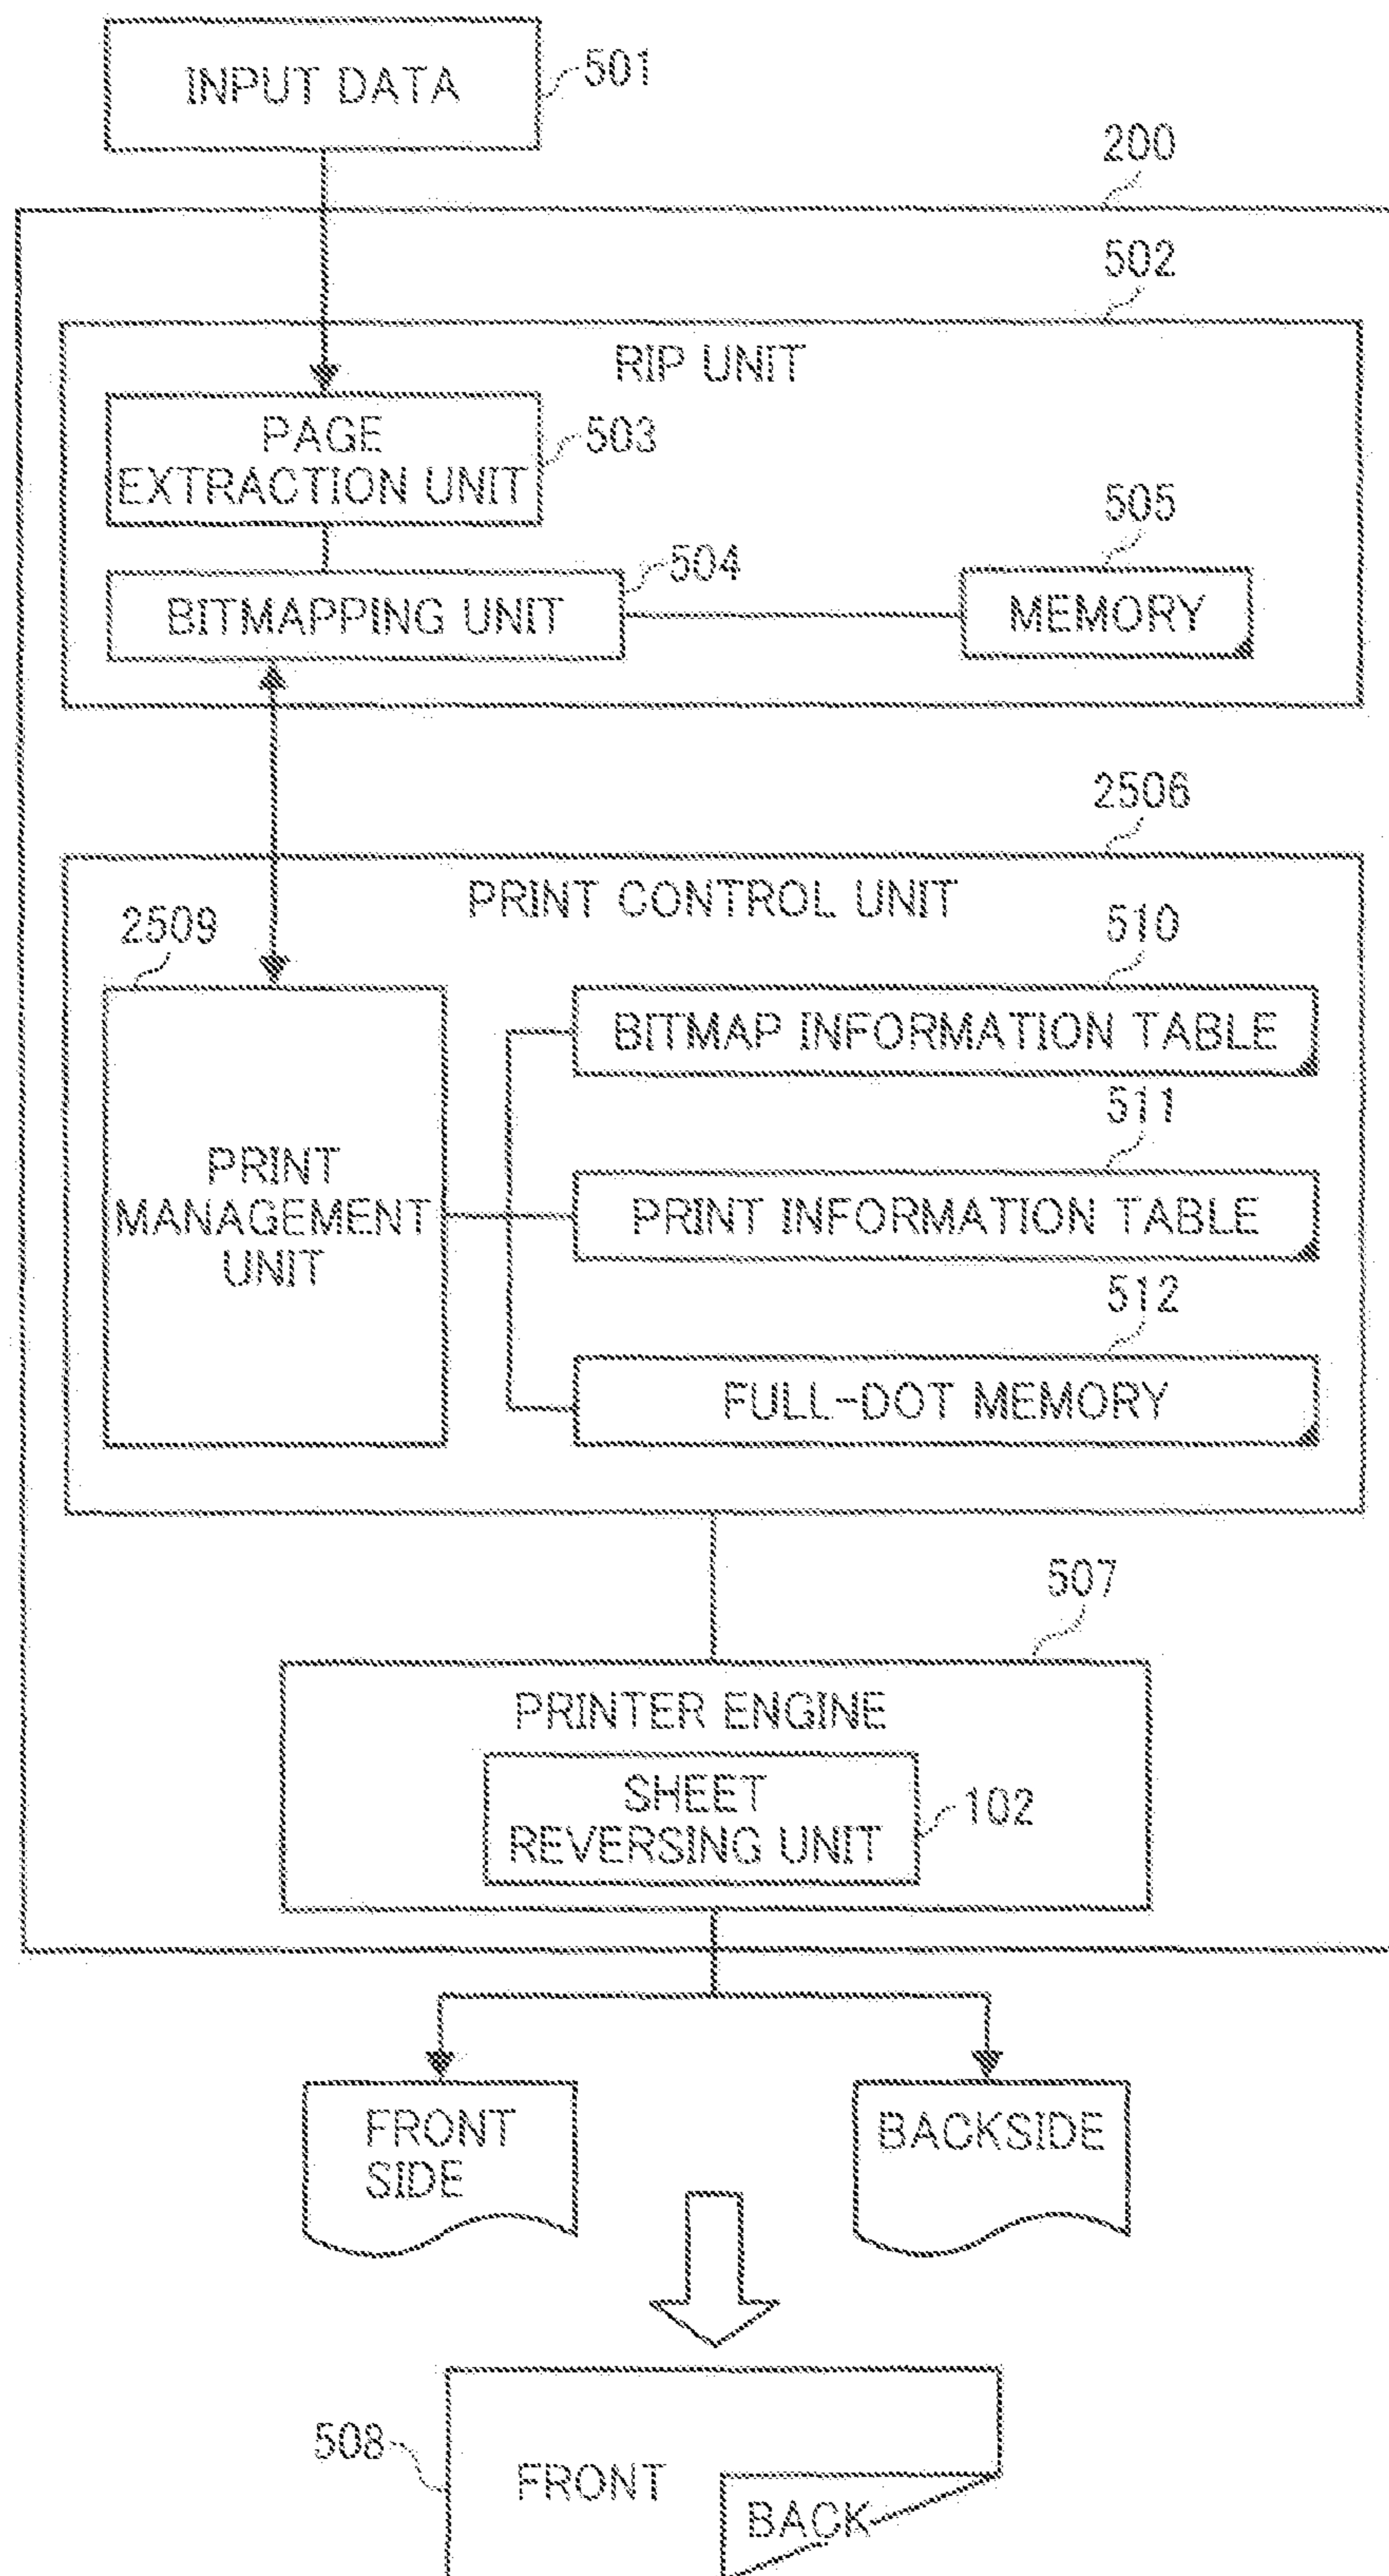 INPUT DATA
501
200
502
RIP UNIT
PAGE
EXTRACTION UNIT
503
505
504
BITMAPPING UNIT
MEMORY
2506
PRINT CONTROL UNIT
2509
510
BITMAP INFORMATION TABLE
511
PRINT
MANAGEMENT
UNIT
PRINT INFORMATION TABLE
512
FULL-DOT MEMORY
507
PRINTER ENGINE
SHEET
REVERSING UNIT
102
FRONT
SIDE
BACKSIDE
508
FRONT
BACK